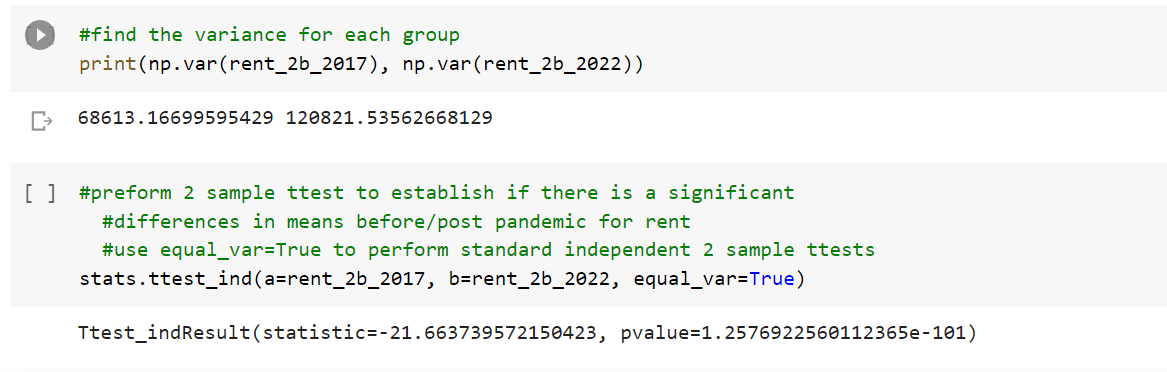 #find the variance for each group
print(np.var(rent_2b_2017), np.var(rent_2b_2022))
68613.16699595429 120821.53562668129
[ ] #preform 2 sample ttest to establish if there is a significant
#differences in means before/post pandemic for rent
#use equal_var=True to perform standard independent 2 sample ttests
stats.ttest_ind(a=rent_2b_2017, b=rent_2b_2022, equal_var=True)
Ttest_indResult(statistic=-21.663739572150423, pvalue=1.2576922560112365e-101)